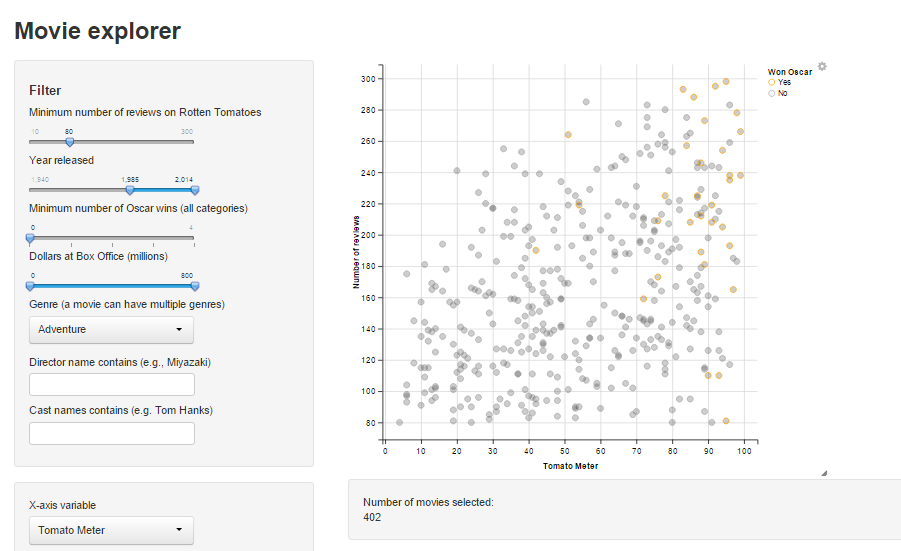 Movie explorer
Filter
Minimum number of reviews on Rotten Tomatoes
10 80 300
Year released
1,940 1,985 2,014
Minimum number of Oscar wins (all categories)
0 4
Dollars at Box Office (millions)
0 800
Genre (a movie can have multiple genres)
Adventure
Director name contains (e.g., Miyazaki)
Cast names contains (e.g. Tom Hanks)
X-axis variable
Tomato Meter
Number of reviews
300
280
260
240
220
200
180
160
140
120
100
80
0 10 20 30 40 50 60 70 80 90 100
Tomato Meter
Won Oscar
Yes
No
Number of movies selected:
402